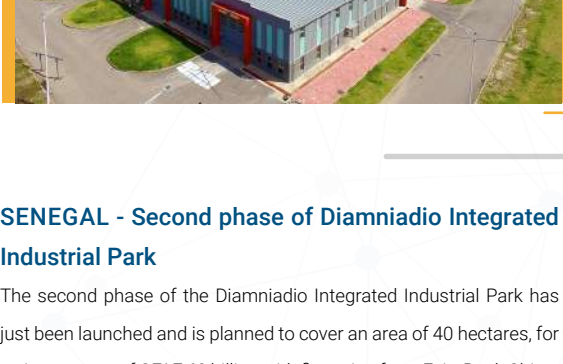 SENEGAL - Second phase of Diamniadio Integrated
Industrial Park
The second phase of the Diamniadio Integrated Industrial Park has
just been launched and is planned to cover an area of 40 hectares, for